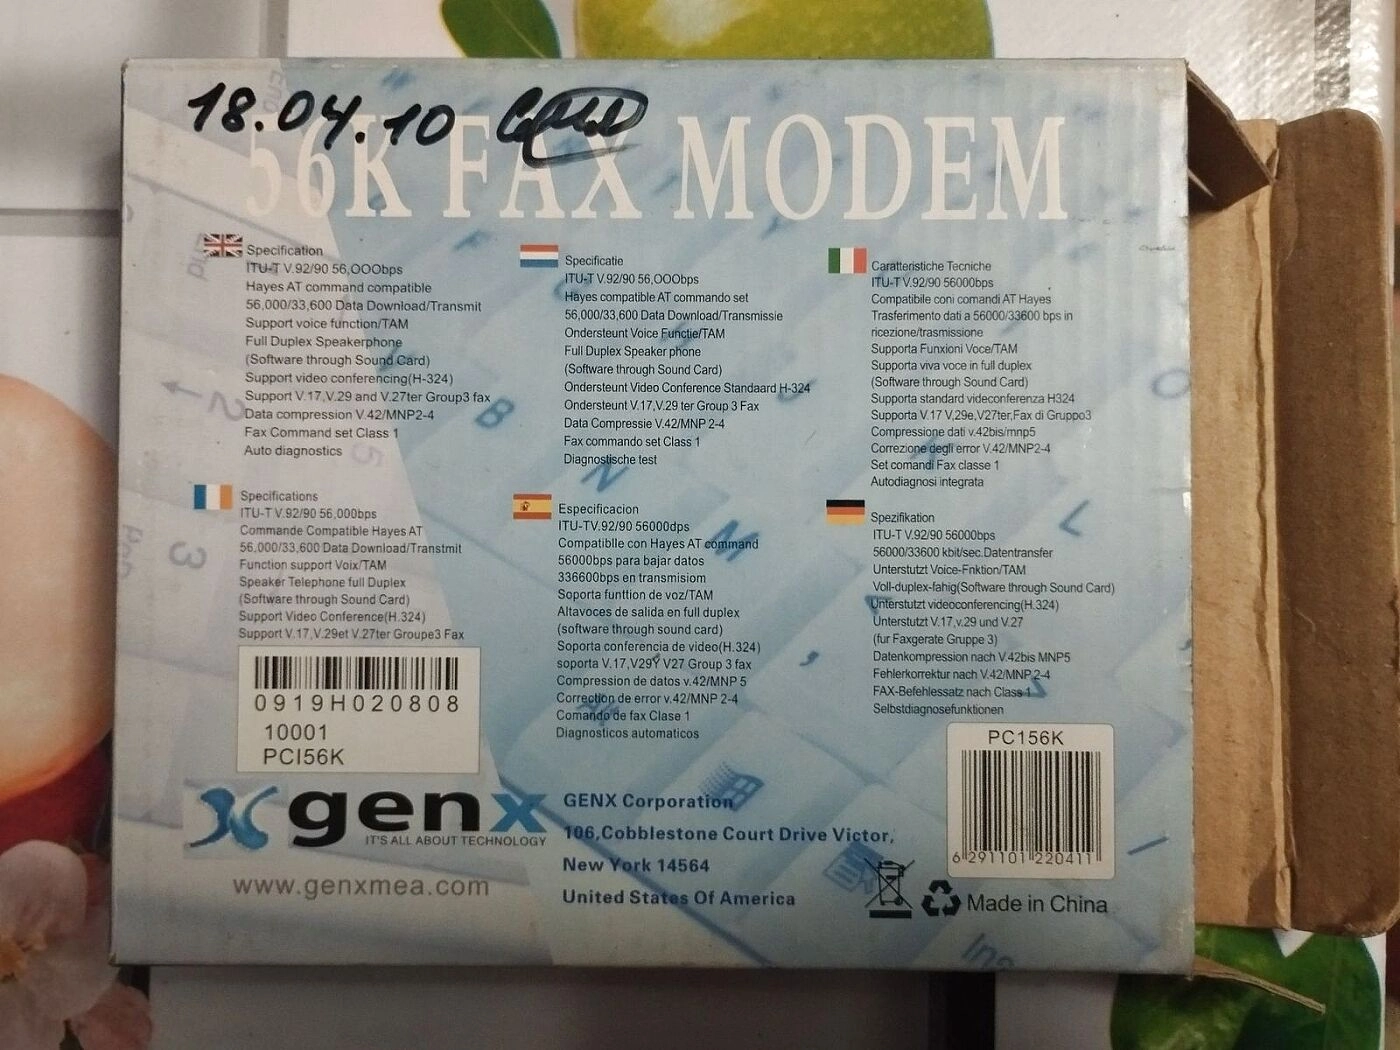 18.04.10
56K FAX MODEM
Specification
ITU-T V.92/90 56,OOObps
Hayes AT command compatible
56,000/33,600 Data Download/Transmit
Support voice function/TAM
Full Duplex Speakerphone
(Software through Sound Card)
Support video conferencing(H-324)
Support V.17,V.29 and V.27ter Group3 fax
Data compression V.42/MNP2-4
Fax Command set Class 1
Auto diagnostics
Specificatie
ITU-T V.92/90 56,OOObps
Hayes compatible AT commando set
56,000/33,600 Data Download/Transmissie
Ondersteunt Voice Functie/TAM
Full Duplex Speaker phone
(Software through Sound Card)
Ondersteunt Video Conference Standaard H-324
Ondersteunt V.17,V.29 ter Group 3 Fax
Data Compressie V.42/MNP 2-4
Fax commando set Class 1
Diagnostische test
Caratteristiche Tecniche
ITU-T V.92/90 56000bps
Compatibile coni comandi AT Hayes
Trasferimento dati a 56000/33600 bps in
ricezione/trasmissione
Supporta Funxioni Voce/TAM
Supporta viva voce in full duplex
(Software through Sound Card)
Supporta standard videconferenza H324
Supporta V.17 V,29e,V27ter,Fax di Gruppo3
Compressione dati v.42bis/mnp5
Correzione degli error V.42/MNP2-4
Set comandi Fax classe 1
Autodiagnosi integrata
Specifications
ITU-T V.92/90 56,000bps
Commande Compatible Hayes AT
56,000/33,600 Data Download/Transtmit
Function support Voix/TAM
Speaker Telephone full Duplex
(Software through Sound Card)
Support Video Conference(H.324)
Support V.17,V.29et V.27ter Groupe3 Fax
Especificacion
ITU-TV.92/90 56000dps
Compatiblle con Hayes AT command
56000bps para bajar datos
336600bps en transmisiom
Soporta funttion de voz/TAM
Altavoces de salida en full duplex
(software through sound card)
Soporta conferencia de video(H.324)
soporta V.17,V29Y V27 Group 3 fax
Compression de datos v.42/MNP 5
Correction de error v.42/MNP 2-4
Comando de fax Clase 1
Diagnosticos automaticos
Spezifikation
ITU-T V.92/90 56000bps
56000/33600 kbit/sec.Datentransfer
Unterstutzt Voice-Fnktion/TAM
Voll-duplex-fahig(Software through Sound Card)
Unterstutzt videoconferencing(H.324)
Unterstutzt V.17,v.29 und V.27
(fur Faxgerate Gruppe 3)
Datenkompression nach V.42bis MNP5
Fehlerkorrektur nach V.42/MNP 2-4
FAX-Befehlessatz nach Class 1
Selbstdiagnosefunktionen
0919H020808
10001
PCI56K
PC156K
6 291101 220411
genx
IT'S ALL ABOUT TECHNOLOGY
www.genxmea.com
GENX Corporation
106,Cobblestone Court Drive Victor,
New York 14564
United States Of America
Made in China